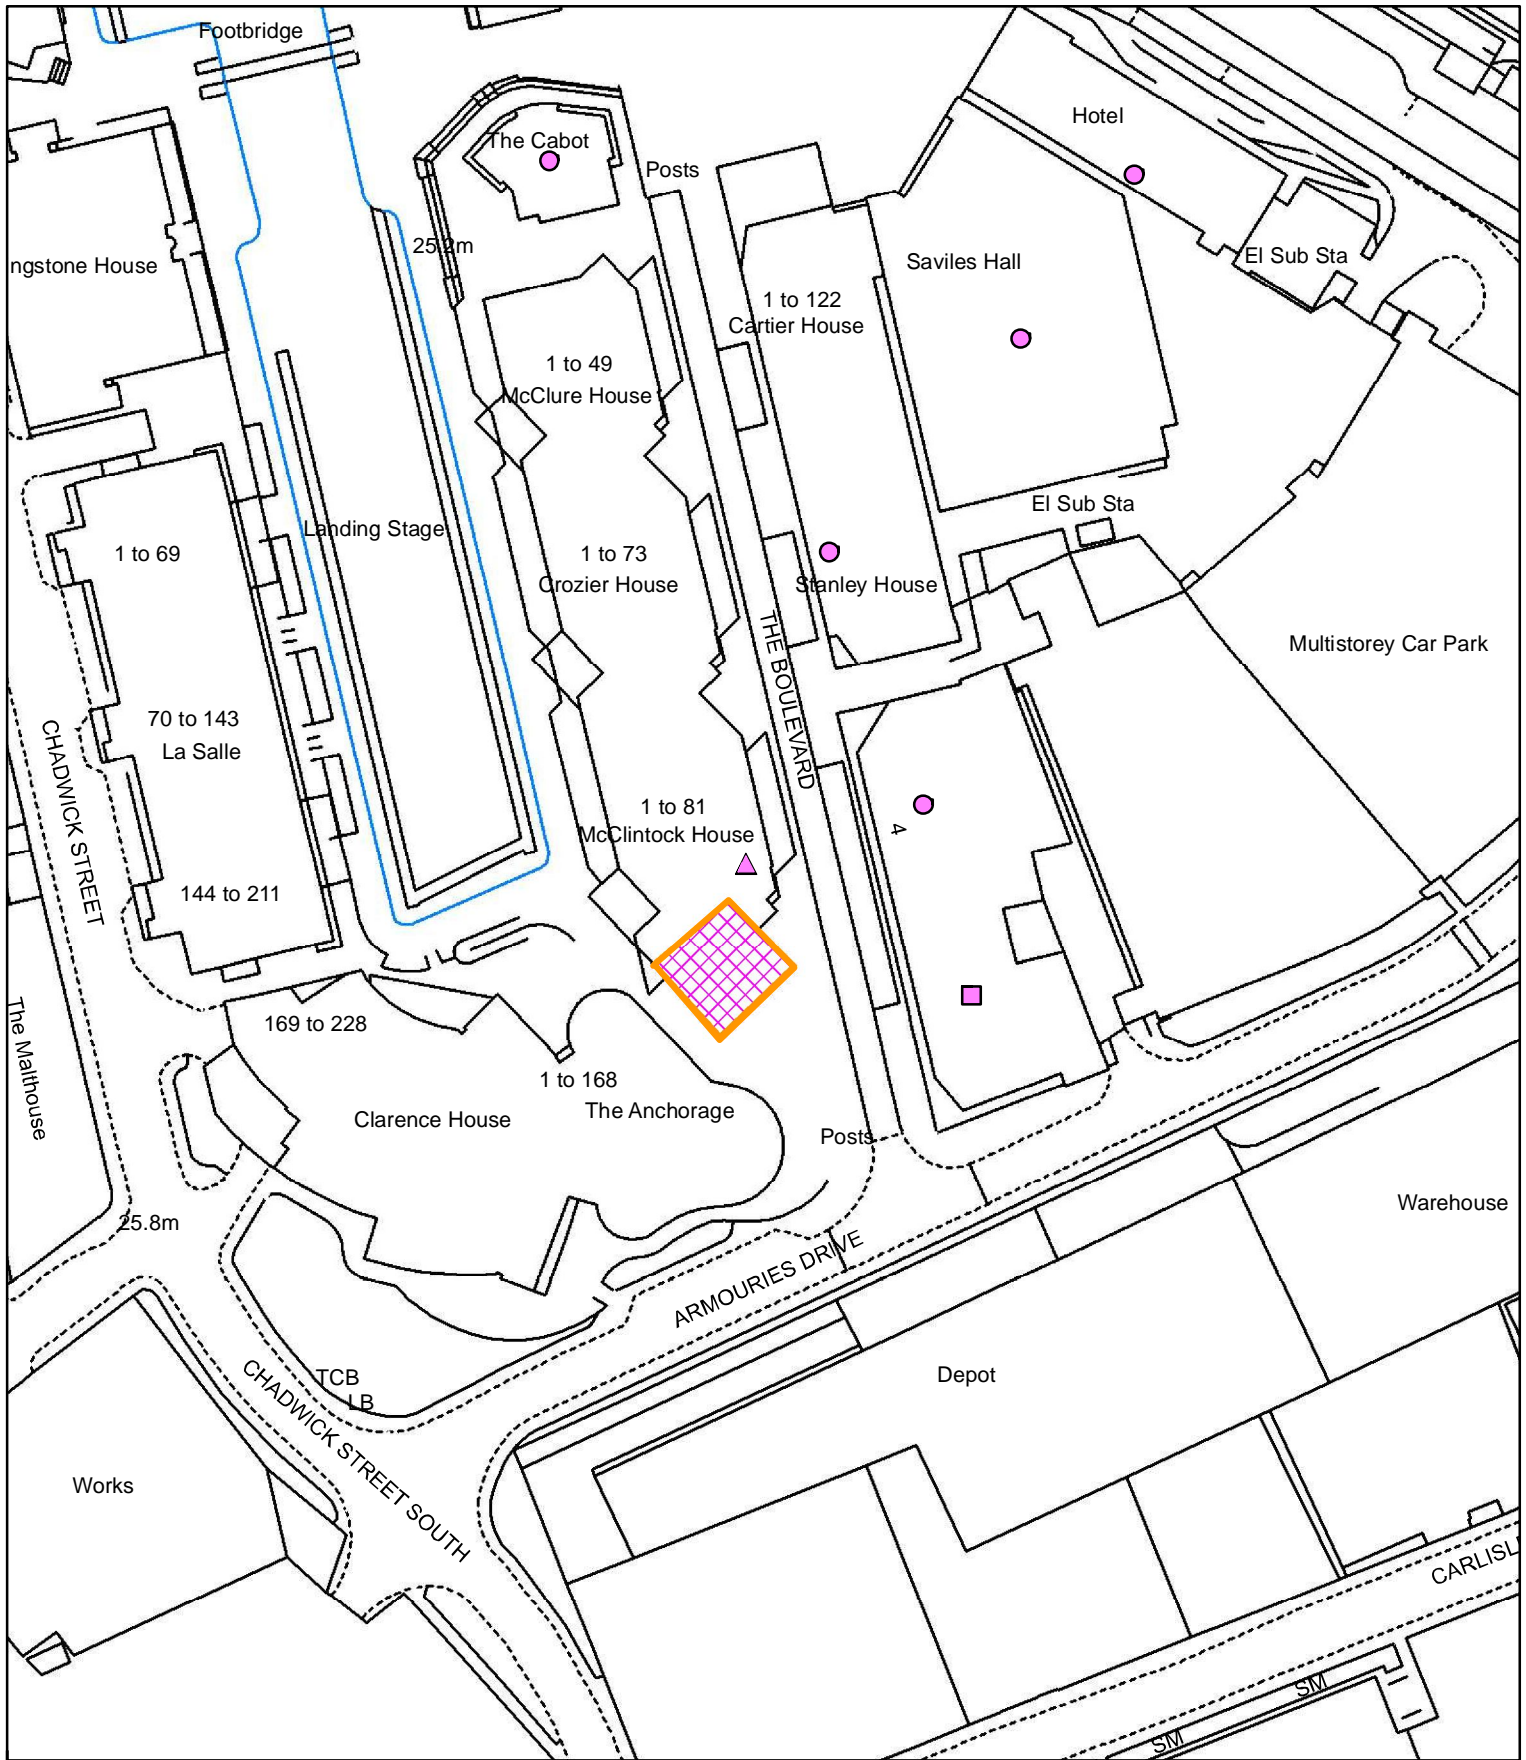 Footbridge
Hotel
The Cabot
Posts
25.2m
ngstone House
El Sub Sta
Saviles Hall
1 to 122
Cartier House
1 to 49
McClure House
El Sub Sta
Landing Stage
1 to 69
1 to 73
Crozier House
Stanley House
THE BOULEVARD
Multistorey Car Park
70 to 143
La Salle
CHADWICK STREET
1 to 81
McClintock House
4
144 to 211
The Malthouse
169 to 228
1 to 168
The Anchorage
Clarence House
Posts
Warehouse
25.8m
ARMOURIES DRIVE
TCB
LB
Depot
CHADWICK STREET SOUTH
Works
CARLISL
SM
SM